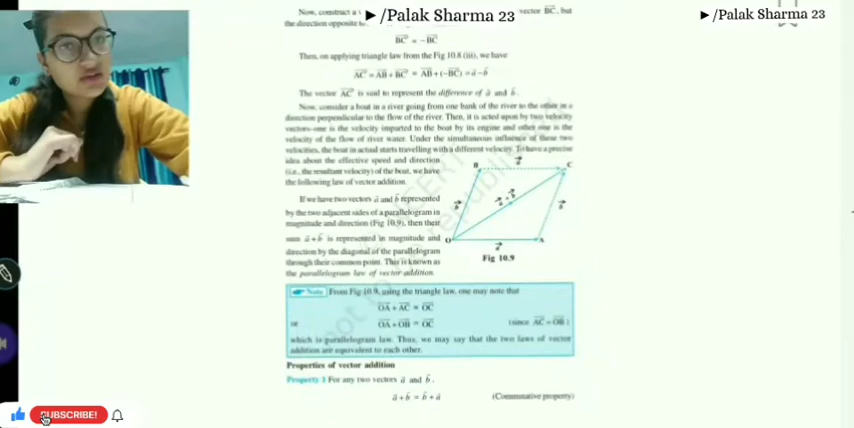 Now, construct a v ▶/Palak Sharma 23 vector BC, but
the direction opposite to
BC' = −BC
Then, on applying triangle law from the Fig 10.8 (iii), we have
AC' = AB + BC' = AB + (−BC) = a − b
The vector AC' is said to represent the difference of a and b.
Now, consider a boat in a river going from one bank of the river to the other in a
direction perpendicular to the flow of the river. Then, it is acted upon by two velocity
vectors–one is the velocity imparted to the boat by its engine and other one is the
velocity of the flow of river water. Under the simultaneous influence of these two
velocities, the boat in actual starts travelling with a different velocity. To have a precise
idea about the effective speed and direction
(i.e., the resultant velocity) of the boat, we have
the following law of vector addition.
If we have two vectors a and b represented
by the two adjacent sides of a parallelogram in
magnitude and direction (Fig 10.9), then their
sum a + b is represented in magnitude and
direction by the diagonal of the parallelogram
through their common point. This is known as
the parallelogram law of vector addition.
B a C
b a + b b
O a A
Fig 10.9
Note From Fig 10.9, using the triangle law, one may note that
OA + AC = OC
or OA + OB = OC (since AC = OB)
which is parallelogram law. Thus, we may say that the two laws of vector
addition are equivalent to each other.
Properties of vector addition
Property 1 For any two vectors a and b,
a + b = b + a (Commutative property)
▶/Palak Sharma 23
SUBSCRIBE!